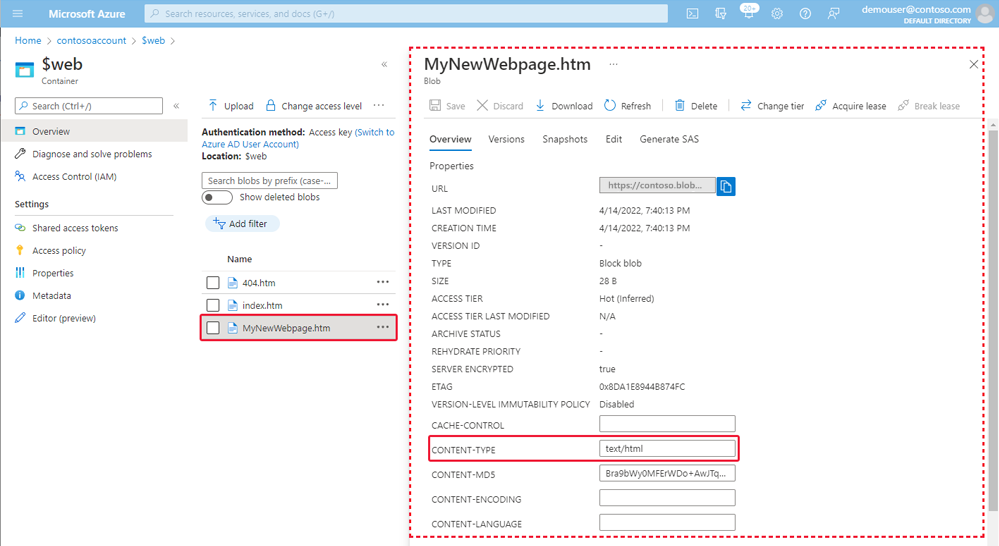 Microsoft Azure
Search resources, services, and docs (G+/)
20+
demouser@contoso.com
DEFAULT DIRECTORY
Home > contosoaccount > $web >
$web
Container
«
Search (Ctrl+/)
«
Overview
Diagnose and solve problems
Access Control (IAM)
Settings
Shared access tokens
Access policy
Properties
Metadata
Editor (preview)
Upload
Change access level
Authentication method: Access key (Switch to
Azure AD User Account)
Location: $web
Search blobs by prefix (case-...
Show deleted blobs
Add filter
Name
404.htm
index.htm
MyNewWebpage.htm
MyNewWebpage.htm
Blob
Save
Discard
Download
Refresh
Delete
Change tier
Acquire lease
Break lease
Overview
Versions
Snapshots
Edit
Generate SAS
Properties
URL https://contoso.blob...
LAST MODIFIED 4/14/2022, 7:40:13 PM
CREATION TIME 4/14/2022, 7:40:13 PM
VERSION ID -
TYPE Block blob
SIZE 28 B
ACCESS TIER Hot (Inferred)
ACCESS TIER LAST MODIFIED N/A
ARCHIVE STATUS -
REHYDRATE PRIORITY -
SERVER ENCRYPTED true
ETAG 0x8DA1E8944B874FC
VERSION-LEVEL IMMUTABILITY POLICY Disabled
CACHE-CONTROL
CONTENT-TYPE text/html
CONTENT-MD5 Bra9bWy0MFErWDo+AwJTq...
CONTENT-ENCODING
CONTENT-LANGUAGE